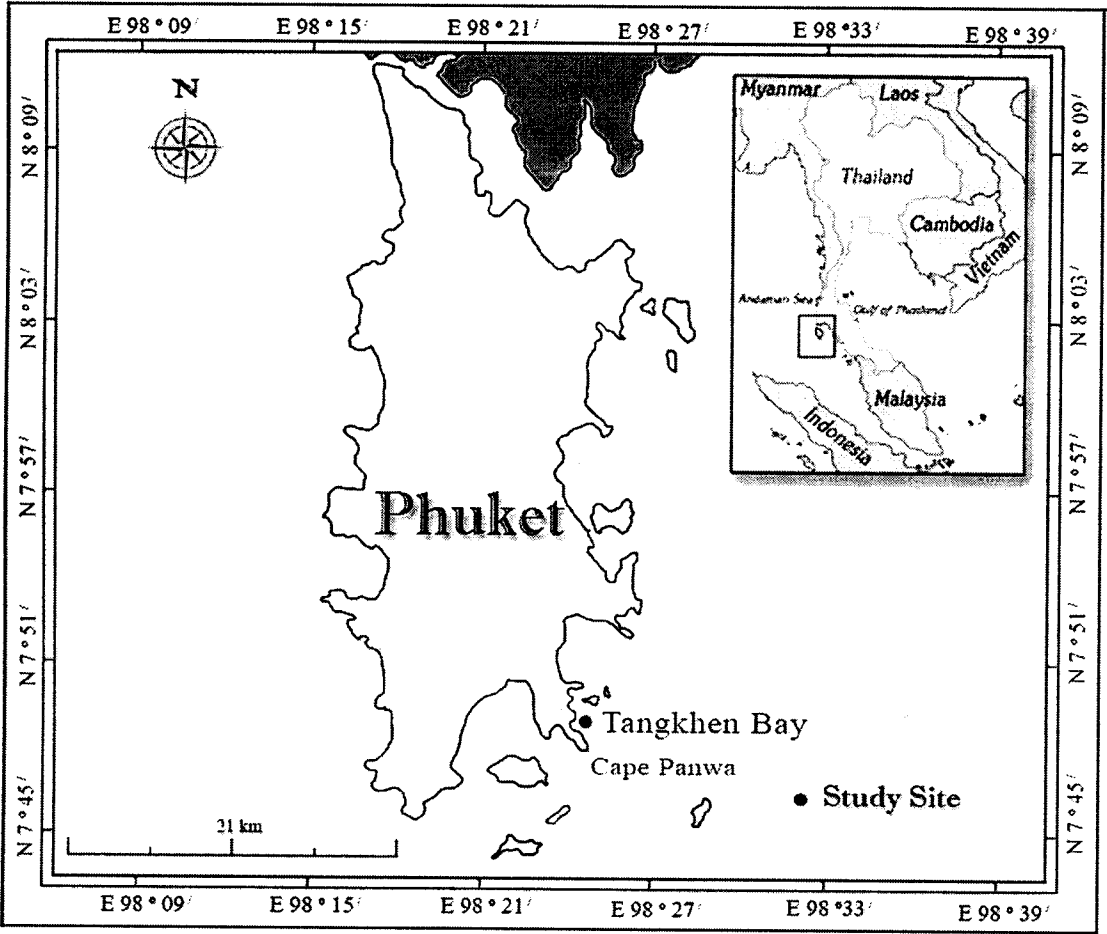 E 98 ° 09′ E 98 ° 15′ E 98 ° 21′ E 98 ° 27′ E 98 ° 33′ E 98 ° 39′
N
N 8 ° 09′
N 8 ° 03′
N 7 ° 57′
N 7 ° 51′
N 7 ° 45′
Myanmar
Laos
Thailand
Cambodia
Vietnam
Andaman Sea
Gulf of Thailand
Malaysia
Indonesia
N 8 ° 09′
N 8 ° 03′
N 7 ° 57′
N 7 ° 51′
N 7 ° 45′
Phuket
Tangkhen Bay
Cape Panwa
Study Site
21 km
E 98 ° 09′ E 98 ° 15′ E 98 ° 21′ E 98 ° 27′ E 98 °33′ E 98 ° 39′